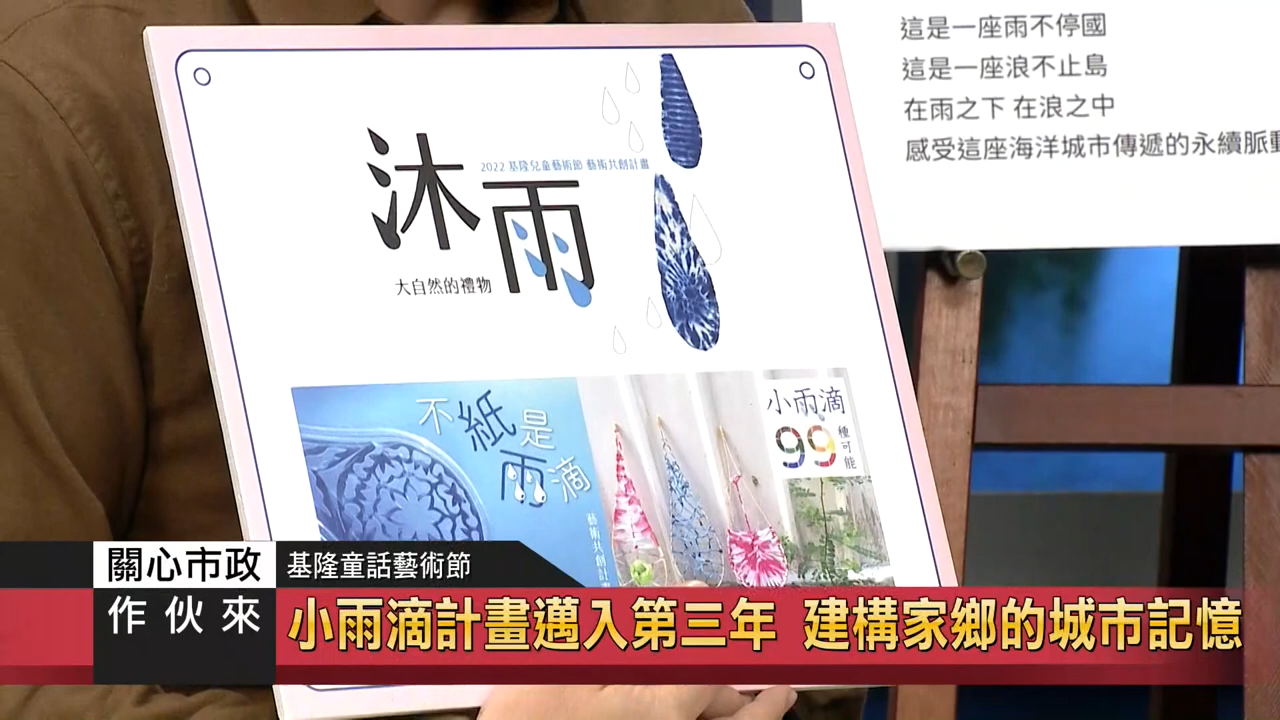 這是一座雨不停國
這是一座浪不止島
在雨之下 在浪之中
感受這座海洋城市傳遞的永續脈動
沐雨
2022 基隆兒童藝術節 藝術共創計畫
大自然的禮物
不紙是雨滴
藝術共創計畫
小雨滴
99種可能
關心市政
作伙來
基隆童話藝術節
小雨滴計畫邁入第三年 建構家鄉的城市記憶